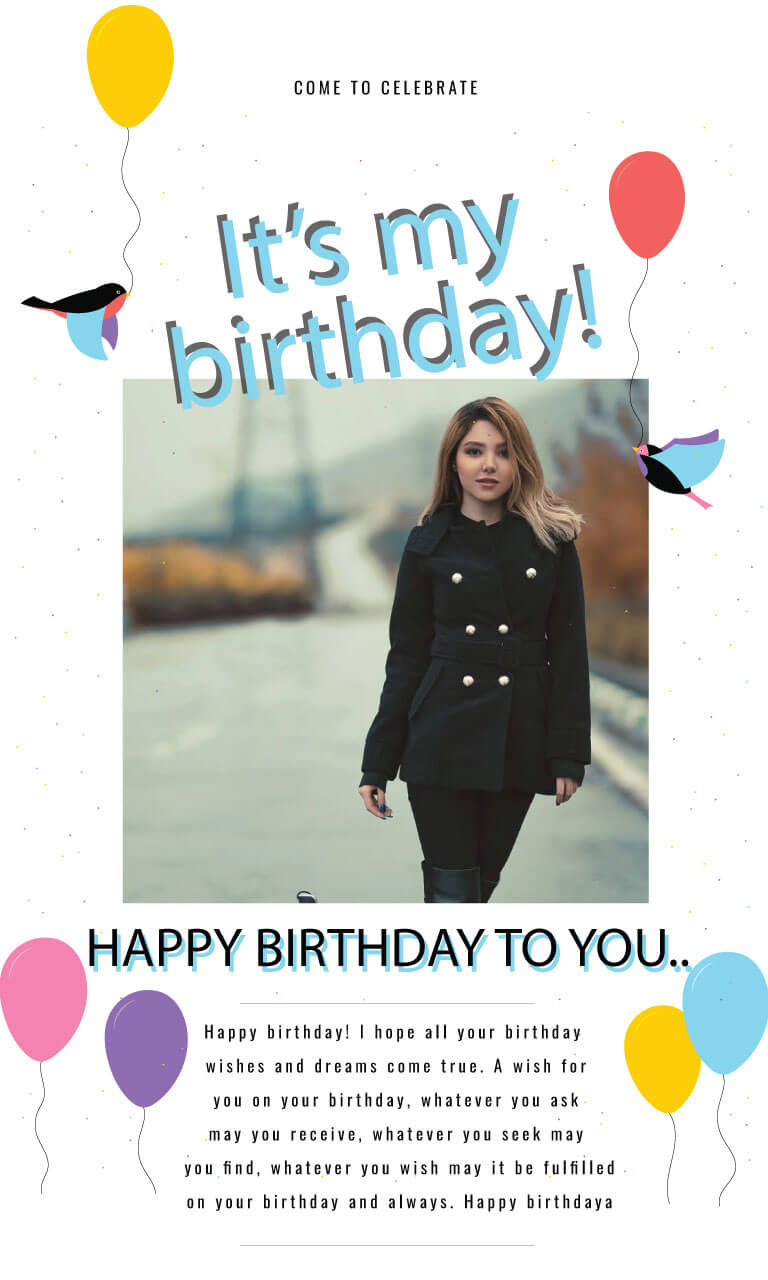 COME TO CELEBRATE
It's my
birthday!
HAPPY BIRTHDAY TO YOU..
Happy birthday! I hope all your birthday
wishes and dreams come true. A wish for
you on your birthday, whatever you ask
may you receive, whatever you seek may
you find, whatever you wish may it be fulfilled
on your birthday and always. Happy birthdaya